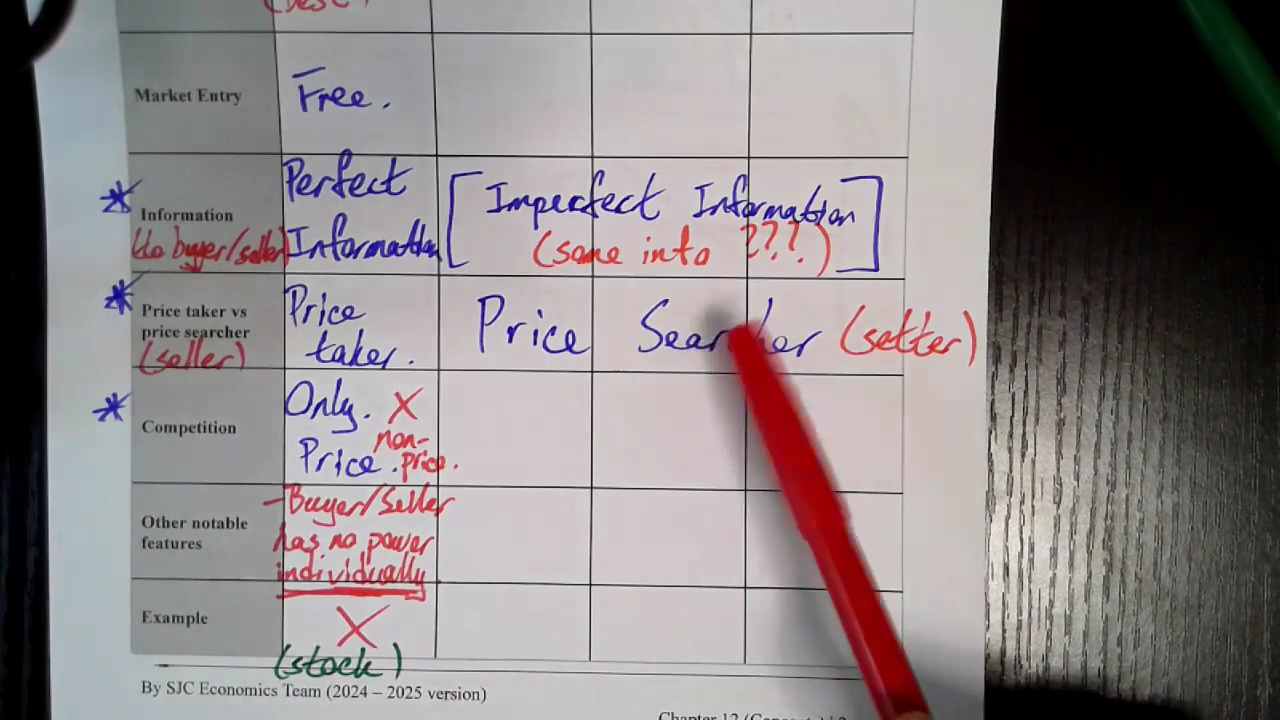 Market Entry
Free.
Information
(to buyer/seller)
Perfect
Information
[Imperfect Information]
(some info ???)
Price taker vs
price searcher
(seller)
Price
taker.
Price Searcher (setter)
Competition
Only. X
Price. non-
price.
Other notable
features
-Buyer/Seller
has no power
individually
Example
X
(stock)
By SJC Economics Team (2024 – 2025 version)